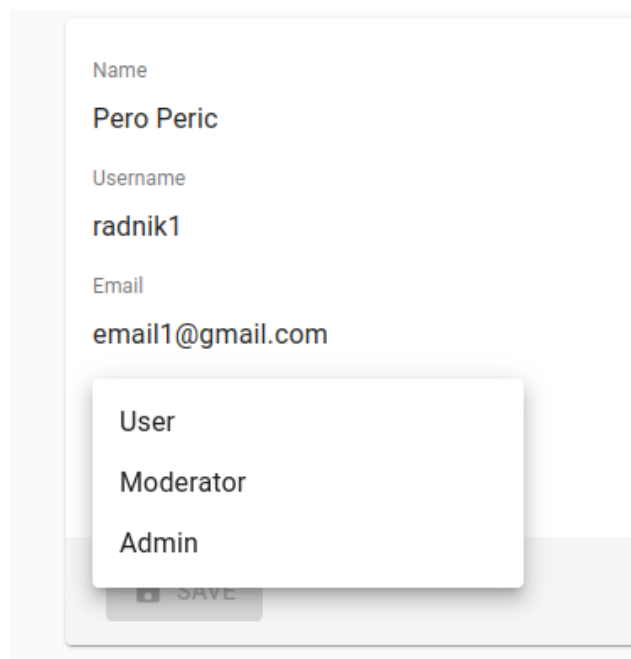 Name
Pero Peric
Username
radnik1
Email
email1@gmail.com
User
Moderator
Admin
SAVE